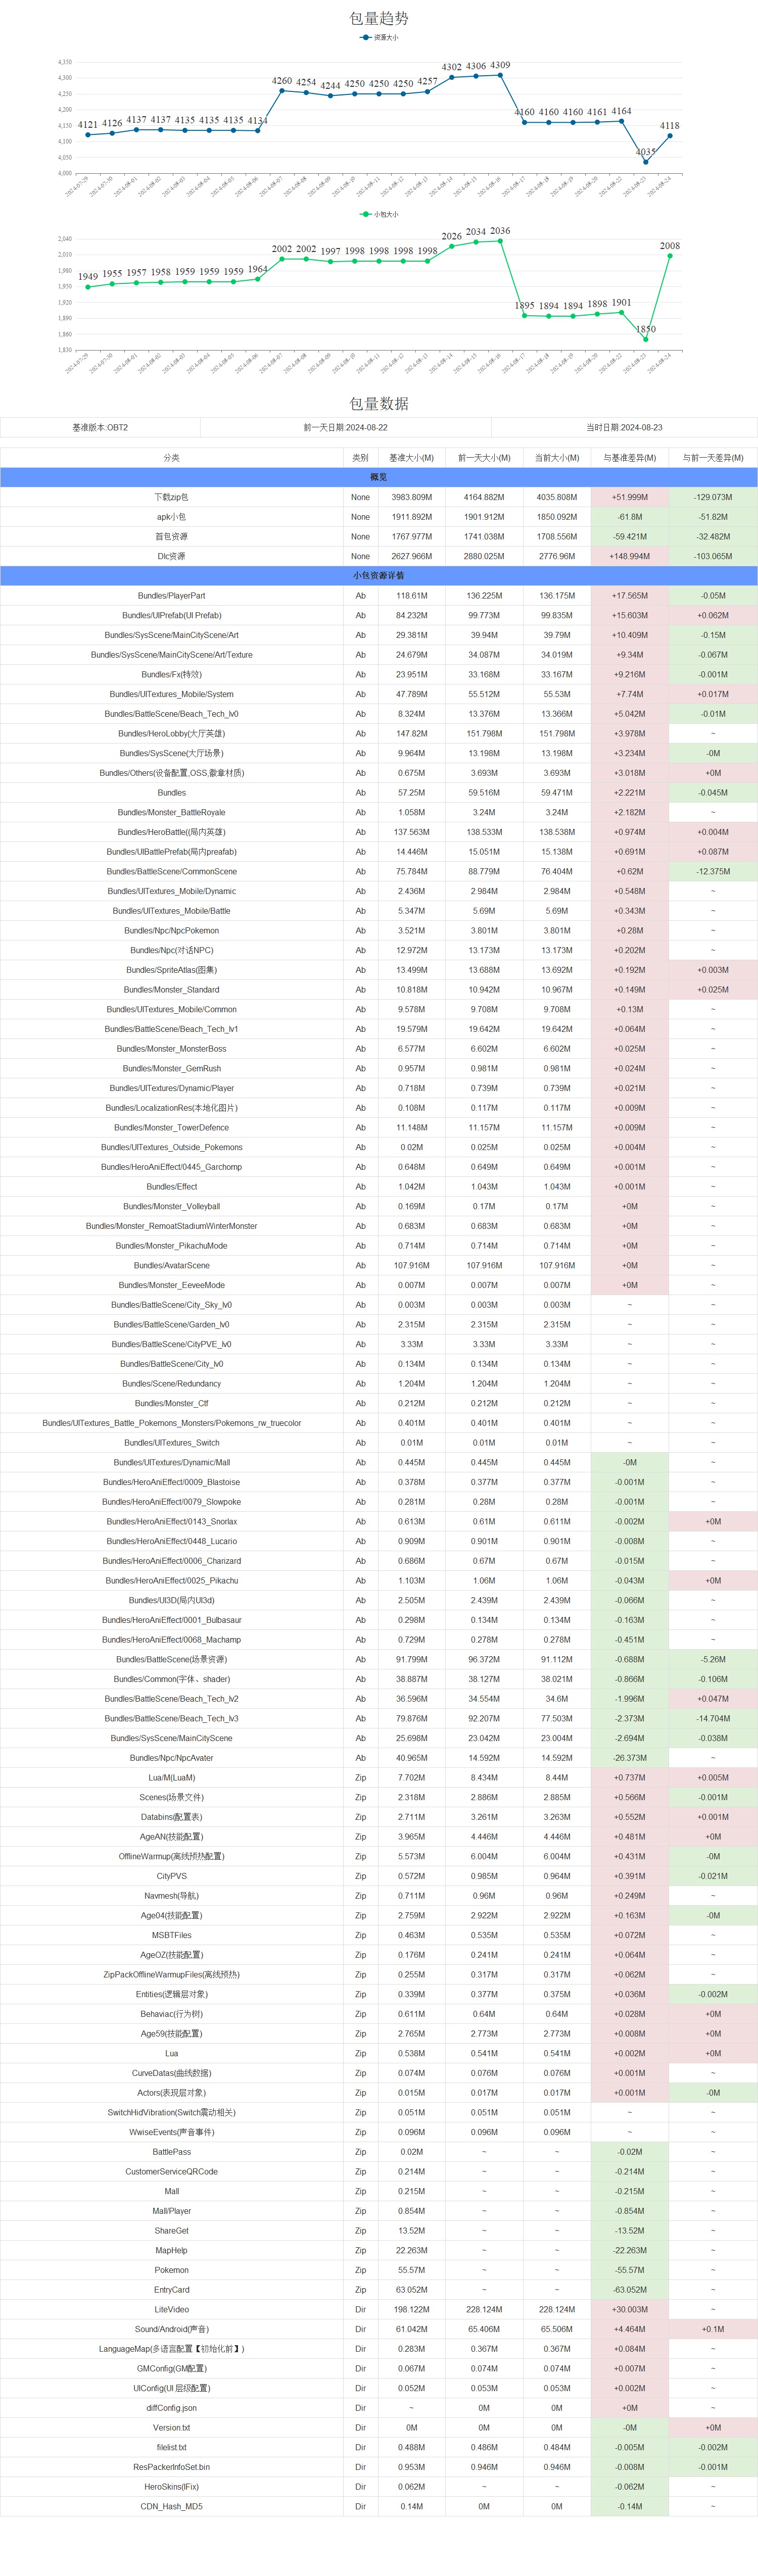 包量趋势
资源大小
4,350
4,300
4,250
4,200
4,150
4,100
4,050
4,000
4121 4126 4137 4137 4135 4135 4135 4134 4260 4254 4244 4250 4250 4250 4257 4302 4306 4309 4160 4160 4160 4161 4164 4035 4118
2024-07-29 2024-07-30 2024-08-01 2024-08-02 2024-08-03 2024-08-04 2024-08-05 2024-08-06 2024-08-07 2024-08-08 2024-08-09 2024-08-10 2024-08-11 2024-08-12 2024-08-13 2024-08-14 2024-08-15 2024-08-16 2024-08-17 2024-08-18 2024-08-19 2024-08-20 2024-08-22 2024-08-23 2024-08-24
小包大小
2,040
2,010
1,980
1,950
1,920
1,890
1,860
1,830
1949 1955 1957 1958 1959 1959 1959 1964 2002 2002 1997 1998 1998 1998 1998 2026 2034 2036 1895 1894 1894 1898 1901 1850 2008
2024-07-29 2024-07-30 2024-08-01 2024-08-02 2024-08-03 2024-08-04 2024-08-05 2024-08-06 2024-08-07 2024-08-08 2024-08-09 2024-08-10 2024-08-11 2024-08-12 2024-08-13 2024-08-14 2024-08-15 2024-08-16 2024-08-17 2024-08-18 2024-08-19 2024-08-20 2024-08-22 2024-08-23 2024-08-24
包量数据
基准版本:OBT2 前一天日期:2024-08-22 当时日期:2024-08-23
分类 类别 基准大小(M) 前一天大小(M) 当前大小(M) 与基准差异(M) 与前一天差异(M)
概览
下载zip包 None 3983.809M 4164.882M 4035.808M +51.999M -129.073M
apk小包 None 1911.892M 1901.912M 1850.092M -61.8M -51.82M
首包资源 None 1767.977M 1741.038M 1708.556M -59.421M -32.482M
Dlc资源 None 2627.966M 2880.025M 2776.96M +148.994M -103.065M
小包资源详情
Bundles/PlayerPart Ab 118.61M 136.225M 136.175M +17.565M -0.05M
Bundles/UIPrefab(UI Prefab) Ab 84.232M 99.773M 99.835M +15.603M +0.062M
Bundles/SysScene/MainCityScene/Art Ab 29.381M 39.94M 39.79M +10.409M -0.15M
Bundles/SysScene/MainCityScene/Art/Texture Ab 24.679M 34.087M 34.019M +9.34M -0.067M
Bundles/Fx(特效) Ab 23.951M 33.168M 33.167M +9.216M -0.001M
Bundles/UITextures_Mobile/System Ab 47.789M 55.512M 55.53M +7.74M +0.017M
Bundles/BattleScene/Beach_Tech_lv0 Ab 8.324M 13.376M 13.366M +5.042M -0.01M
Bundles/HeroLobby(大厅英雄) Ab 147.82M 151.798M 151.798M +3.978M ~
Bundles/SysScene(大厅场景) Ab 9.964M 13.198M 13.198M +3.234M -0M
Bundles/Others(设备配置,OSS,徽章材质) Ab 0.675M 3.693M 3.693M +3.018M +0M
Bundles Ab 57.25M 59.516M 59.471M +2.221M -0.045M
Bundles/Monster_BattleRoyale Ab 1.058M 3.24M 3.24M +2.182M ~
Bundles/HeroBattle((局内英雄) Ab 137.563M 138.533M 138.538M +0.974M +0.004M
Bundles/UIBattlePrefab(局内preafab) Ab 14.446M 15.051M 15.138M +0.691M +0.087M
Bundles/BattleScene/CommonScene Ab 75.784M 88.779M 76.404M +0.62M -12.375M
Bundles/UITextures_Mobile/Dynamic Ab 2.436M 2.984M 2.984M +0.548M ~
Bundles/UITextures_Mobile/Battle Ab 5.347M 5.69M 5.69M +0.343M ~
Bundles/Npc/NpcPokemon Ab 3.521M 3.801M 3.801M +0.28M ~
Bundles/Npc(对话NPC) Ab 12.972M 13.173M 13.173M +0.202M ~
Bundles/SpriteAtlas(图集) Ab 13.499M 13.688M 13.692M +0.192M +0.003M
Bundles/Monster_Standard Ab 10.818M 10.942M 10.967M +0.149M +0.025M
Bundles/UITextures_Mobile/Common Ab 9.578M 9.708M 9.708M +0.13M ~
Bundles/BattleScene/Beach_Tech_lv1 Ab 19.579M 19.642M 19.642M +0.064M ~
Bundles/Monster_MonsterBoss Ab 6.577M 6.602M 6.602M +0.025M ~
Bundles/Monster_GemRush Ab 0.957M 0.981M 0.981M +0.024M ~
Bundles/UITextures/Dynamic/Player Ab 0.718M 0.739M 0.739M +0.021M ~
Bundles/LocalizationRes(本地化图片) Ab 0.108M 0.117M 0.117M +0.009M ~
Bundles/Monster_TowerDefence Ab 11.148M 11.157M 11.157M +0.009M ~
Bundles/UITextures_Outside_Pokemons Ab 0.02M 0.025M 0.025M +0.004M ~
Bundles/HeroAniEffect/0445_Garchomp Ab 0.648M 0.649M 0.649M +0.001M ~
Bundles/Effect Ab 1.042M 1.043M 1.043M +0.001M ~
Bundles/Monster_Volleyball Ab 0.169M 0.17M 0.17M +0M ~
Bundles/Monster_RemoatStadiumWinterMonster Ab 0.683M 0.683M 0.683M +0M ~
Bundles/Monster_PikachuMode Ab 0.714M 0.714M 0.714M +0M ~
Bundles/AvatarScene Ab 107.916M 107.916M 107.916M +0M ~
Bundles/Monster_EeveeMode Ab 0.007M 0.007M 0.007M +0M ~
Bundles/BattleScene/City_Sky_lv0 Ab 0.003M 0.003M 0.003M ~ ~
Bundles/BattleScene/Garden_lv0 Ab 2.315M 2.315M 2.315M ~ ~
Bundles/BattleScene/CityPVE_lv0 Ab 3.33M 3.33M 3.33M ~ ~
Bundles/BattleScene/City_lv0 Ab 0.134M 0.134M 0.134M ~ ~
Bundles/Scene/Redundancy Ab 1.204M 1.204M 1.204M ~ ~
Bundles/Monster_Ctf Ab 0.212M 0.212M 0.212M ~ ~
Bundles/UITextures_Battle_Pokemons_Monsters/Pokemons_rw_truecolor Ab 0.401M 0.401M 0.401M ~ ~
Bundles/UITextures_Switch Ab 0.01M 0.01M 0.01M ~ ~
Bundles/UITextures/Dynamic/Mall Ab 0.445M 0.445M 0.445M -0M ~
Bundles/HeroAniEffect/0009_Blastoise Ab 0.378M 0.377M 0.377M -0.001M ~
Bundles/HeroAniEffect/0079_Slowpoke Ab 0.281M 0.28M 0.28M -0.001M ~
Bundles/HeroAniEffect/0143_Snorlax Ab 0.613M 0.61M 0.611M -0.002M +0M
Bundles/HeroAniEffect/0448_Lucario Ab 0.909M 0.901M 0.901M -0.008M ~
Bundles/HeroAniEffect/0006_Charizard Ab 0.686M 0.67M 0.67M -0.015M ~
Bundles/HeroAniEffect/0025_Pikachu Ab 1.103M 1.06M 1.06M -0.043M +0M
Bundles/UI3D(局内UI3d) Ab 2.505M 2.439M 2.439M -0.066M ~
Bundles/HeroAniEffect/0001_Bulbasaur Ab 0.298M 0.134M 0.134M -0.163M ~
Bundles/HeroAniEffect/0068_Machamp Ab 0.729M 0.278M 0.278M -0.451M ~
Bundles/BattleScene(场景资源) Ab 91.799M 96.372M 91.112M -0.688M -5.26M
Bundles/Common(字体、shader) Ab 38.887M 38.127M 38.021M -0.866M -0.106M
Bundles/BattleScene/Beach_Tech_lv2 Ab 36.596M 34.554M 34.6M -1.996M +0.047M
Bundles/BattleScene/Beach_Tech_lv3 Ab 79.876M 92.207M 77.503M -2.373M -14.704M
Bundles/SysScene/MainCityScene Ab 25.698M 23.042M 23.004M -2.694M -0.038M
Bundles/Npc/NpcAvater Ab 40.965M 14.592M 14.592M -26.373M ~
Lua/M(LuaM) Zip 7.702M 8.434M 8.44M +0.737M +0.005M
Scenes(场景文件) Zip 2.318M 2.886M 2.885M +0.566M -0.001M
Databins(配置表) Zip 2.711M 3.261M 3.263M +0.552M +0.001M
AgeAN(技能配置) Zip 3.965M 4.446M 4.446M +0.481M +0M
OfflineWarmup(离线预热配置) Zip 5.573M 6.004M 6.004M +0.431M -0M
CityPVS Zip 0.572M 0.985M 0.964M +0.391M -0.021M
Navmesh(导航) Zip 0.711M 0.96M 0.96M +0.249M ~
Age04(技能配置) Zip 2.759M 2.922M 2.922M +0.163M -0M
MSBTFiles Zip 0.463M 0.535M 0.535M +0.072M ~
AgeOZ(技能配置) Zip 0.176M 0.241M 0.241M +0.064M ~
ZipPackOfflineWarmupFiles(离线预热) Zip 0.255M 0.317M 0.317M +0.062M ~
Entities(逻辑层对象) Zip 0.339M 0.377M 0.375M +0.036M -0.002M
Behaviac(行为树) Zip 0.611M 0.64M 0.64M +0.028M +0M
Age59(技能配置) Zip 2.765M 2.773M 2.773M +0.008M +0M
Lua Zip 0.538M 0.541M 0.541M +0.002M +0M
CurveDatas(曲线数据) Zip 0.074M 0.076M 0.076M +0.001M ~
Actors(表现层对象) Zip 0.015M 0.017M 0.017M +0.001M -0M
SwitchHidVibration(Switch震动相关) Zip 0.051M 0.051M 0.051M ~ ~
WwiseEvents(声音事件) Zip 0.096M 0.096M 0.096M ~ ~
BattlePass Zip 0.02M ~ ~ -0.02M ~
CustomerServiceQRCode Zip 0.214M ~ ~ -0.214M ~
Mall Zip 0.215M ~ ~ -0.215M ~
Mall/Player Zip 0.854M ~ ~ -0.854M ~
ShareGet Zip 13.52M ~ ~ -13.52M ~
MapHelp Zip 22.263M ~ ~ -22.263M ~
Pokemon Zip 55.57M ~ ~ -55.57M ~
EntryCard Zip 63.052M ~ ~ -63.052M ~
LiteVideo Dir 198.122M 228.124M 228.124M +30.003M ~
Sound/Android(声音) Dir 61.042M 65.406M 65.506M +4.464M +0.1M
LanguageMap(多语言配置【初始化前】) Dir 0.283M 0.367M 0.367M +0.084M ~
GMConfig(GM配置) Dir 0.067M 0.074M 0.074M +0.007M ~
UIConfig(UI 层级配置) Dir 0.052M 0.053M 0.053M +0.002M ~
diffConfig.json Dir ~ 0M 0M +0M ~
Version.txt Dir 0M 0M 0M -0M +0M
filelist.txt Dir 0.488M 0.486M 0.484M -0.005M -0.002M
ResPackerInfoSet.bin Dir 0.953M 0.946M 0.946M -0.008M -0.001M
HeroSkins(IFix) Dir 0.062M ~ ~ -0.062M ~
CDN_Hash_MD5 Dir 0.14M 0M 0M -0.14M ~